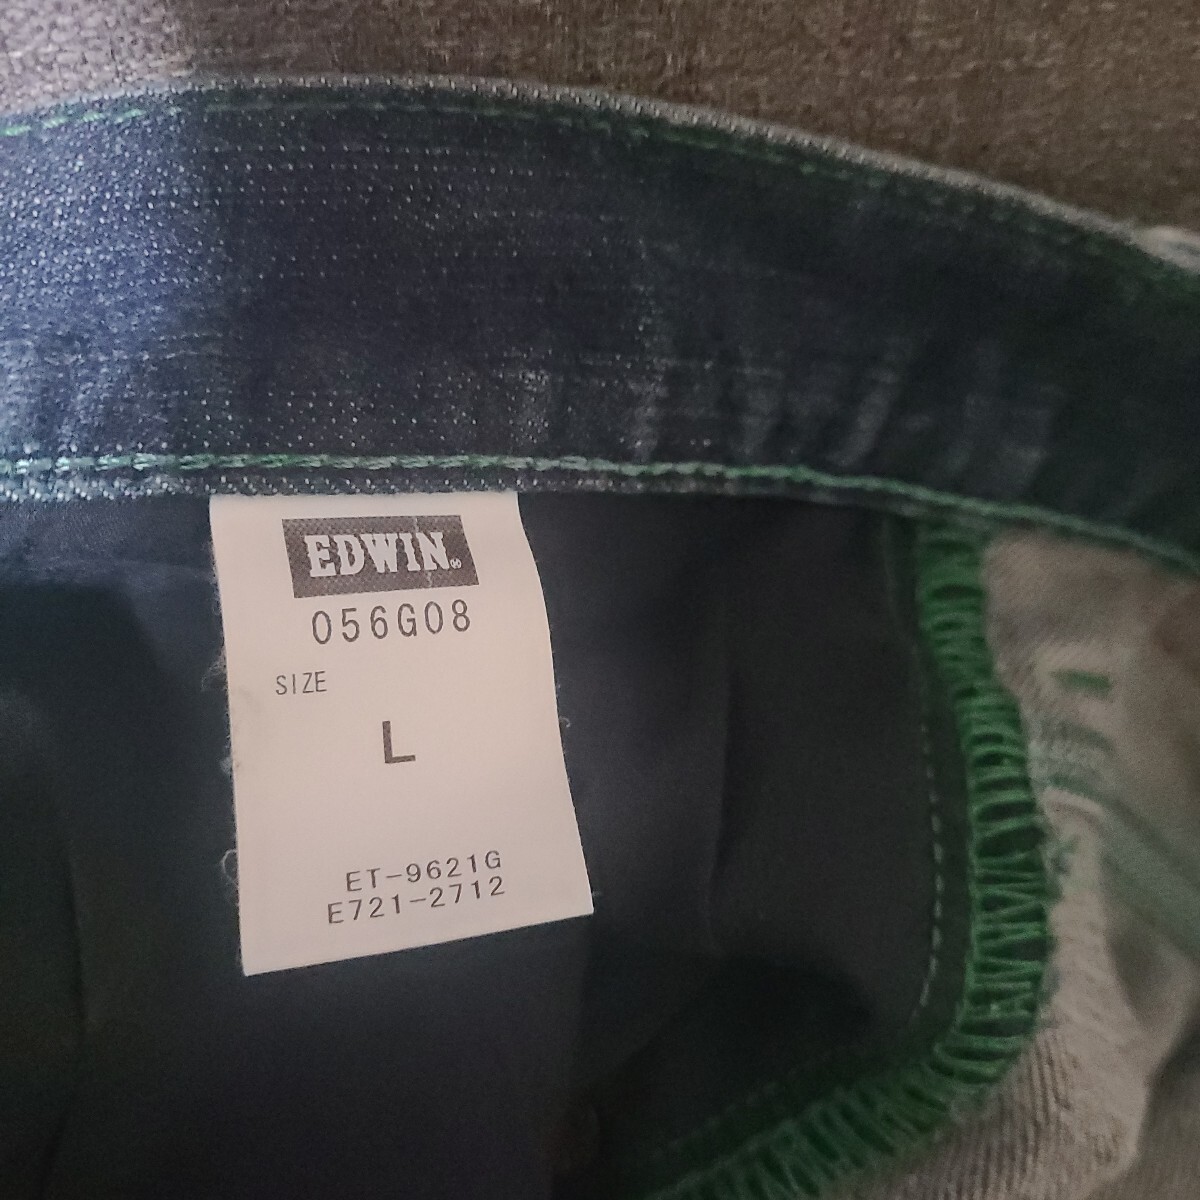 EDWIN®
056G08
SIZE
L
ET-9621G
E721-2712